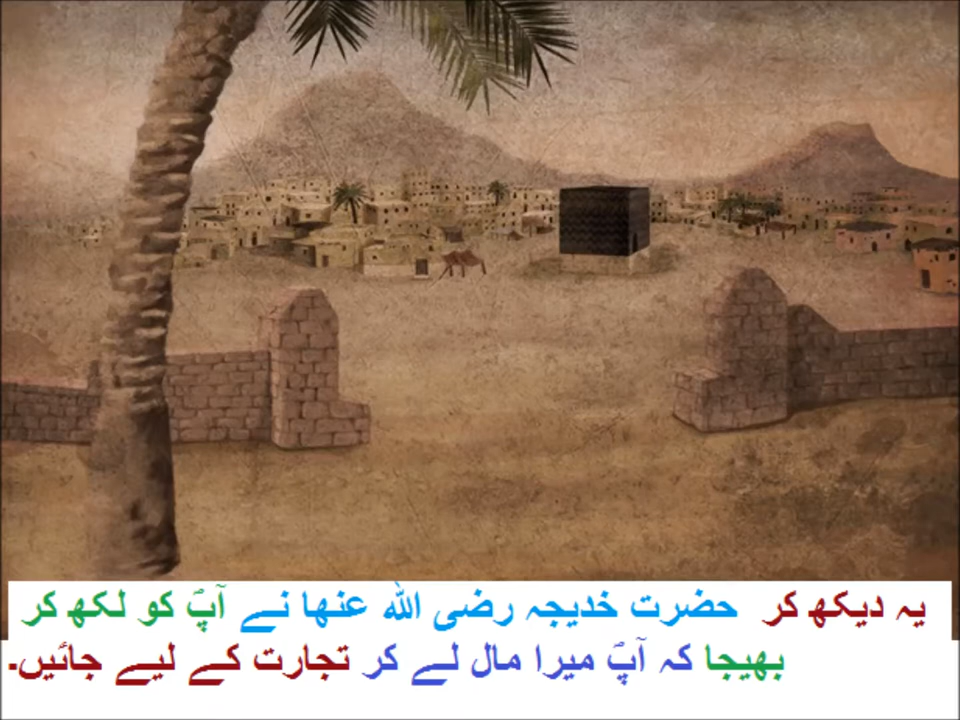 یہ دیکھ کر حضرت خدیجہ رضی اللہ عنھا نے آپؐ کو لکھ کر
بھیجا کہ آپؐ میرا مال لے کر تجارت کے لیے جائیں۔